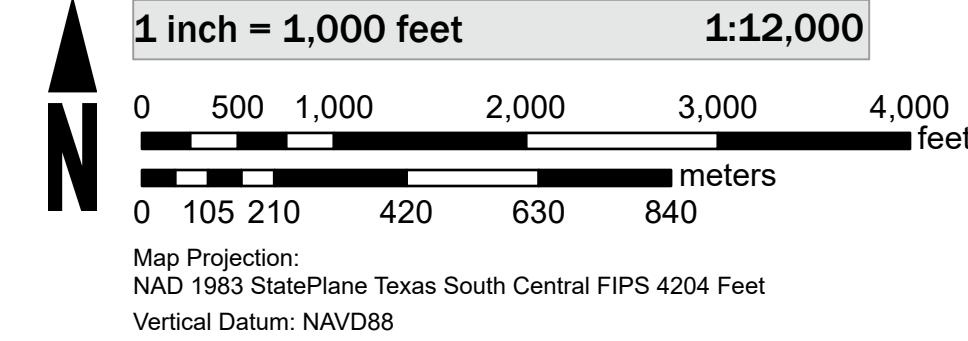 1 inch = 1,000 feet 1:12,000
0 500 1,000 2,000 3,000 4,000
feet
meters
0 105 210 420 630 840
N
Map Projection:
NAD 1983 StatePlane Texas South Central FIPS 4204 Feet
Vertical Datum: NAVD88